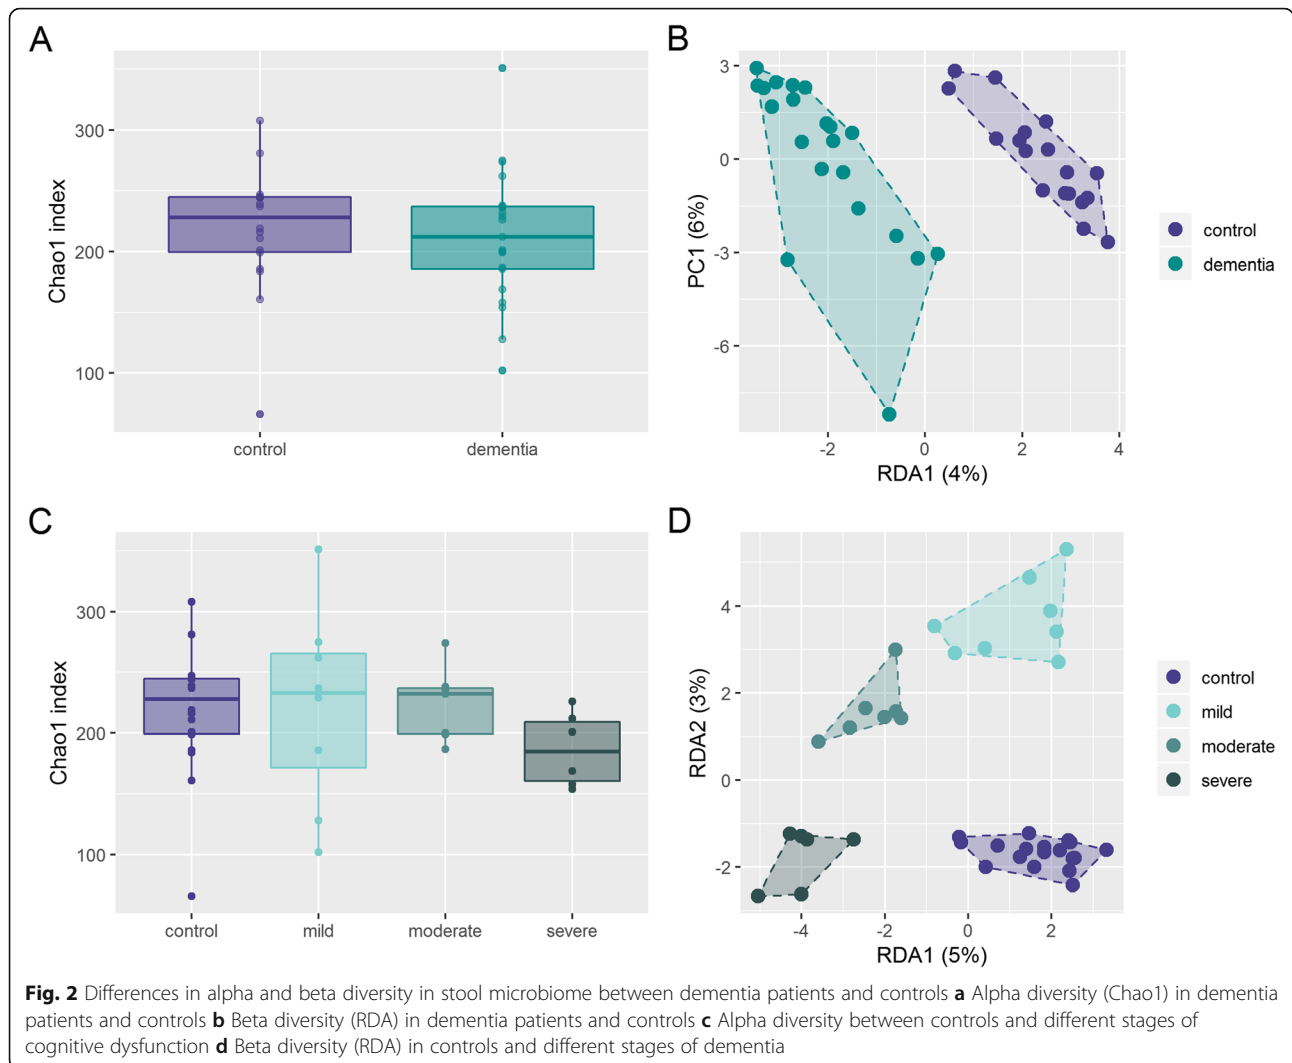 A
Chao1 index
300
200
100
control
dementia
B
PC1 (6%)
3
0
-3
-6
-2
0
2
4
RDA1 (4%)
control
dementia
C
Chao1 index
300
200
100
control
mild
moderate
severe
D
RDA2 (3%)
4
2
0
-2
-4
-2
0
2
RDA1 (5%)
control
mild
moderate
severe
Fig. 2 Differences in alpha and beta diversity in stool microbiome between dementia patients and controls a Alpha diversity (Chao1) in dementia
patients and controls b Beta diversity (RDA) in dementia patients and controls c Alpha diversity between controls and different stages of
cognitive dysfunction d Beta diversity (RDA) in controls and different stages of dementia